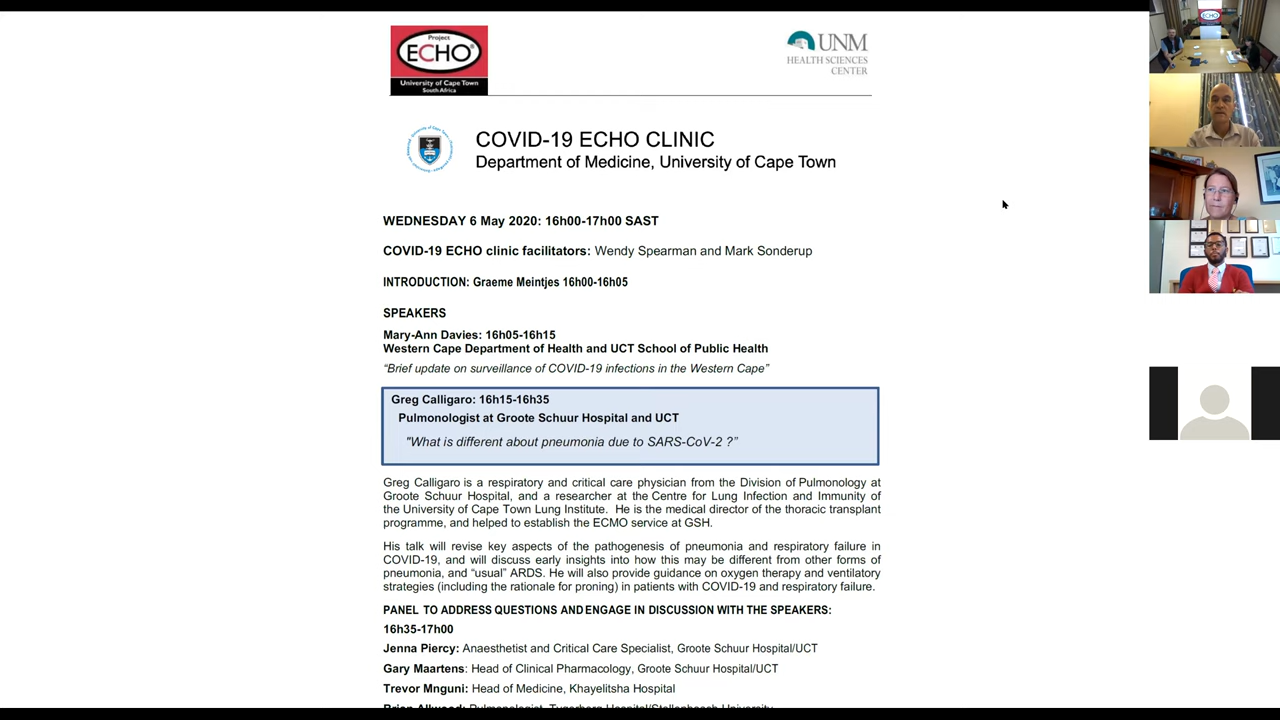 Project
ECHO®
University of Cape Town
South Africa
UNM
HEALTH SCIENCES
CENTER
COVID-19 ECHO CLINIC
Department of Medicine, University of Cape Town
WEDNESDAY 6 May 2020: 16h00-17h00 SAST
COVID-19 ECHO clinic facilitators: Wendy Spearman and Mark Sonderup
INTRODUCTION: Graeme Meintjes 16h00-16h05
SPEAKERS
Mary-Ann Davies: 16h05-16h15
Western Cape Department of Health and UCT School of Public Health
“Brief update on surveillance of COVID-19 infections in the Western Cape”
Greg Calligaro: 16h15-16h35
Pulmonologist at Groote Schuur Hospital and UCT
"What is different about pneumonia due to SARS-CoV-2 ?”
Greg Calligaro is a respiratory and critical care physician from the Division of Pulmonology at
Groote Schuur Hospital, and a researcher at the Centre for Lung Infection and Immunity of
the University of Cape Town Lung Institute. He is the medical director of the thoracic transplant
programme, and helped to establish the ECMO service at GSH.
His talk will revise key aspects of the pathogenesis of pneumonia and respiratory failure in
COVID-19, and will discuss early insights into how this may be different from other forms of
pneumonia, and “usual” ARDS. He will also provide guidance on oxygen therapy and ventilatory
strategies (including the rationale for proning) in patients with COVID-19 and respiratory failure.
PANEL TO ADDRESS QUESTIONS AND ENGAGE IN DISCUSSION WITH THE SPEAKERS:
16h35-17h00
Jenna Piercy: Anaesthetist and Critical Care Specialist, Groote Schuur Hospital/UCT
Gary Maartens: Head of Clinical Pharmacology, Groote Schuur Hospital/UCT
Trevor Mnguni: Head of Medicine, Khayelitsha Hospital
Brian Allwood: Pulmonologist, Tygerberg Hospital/Stellenbosch University